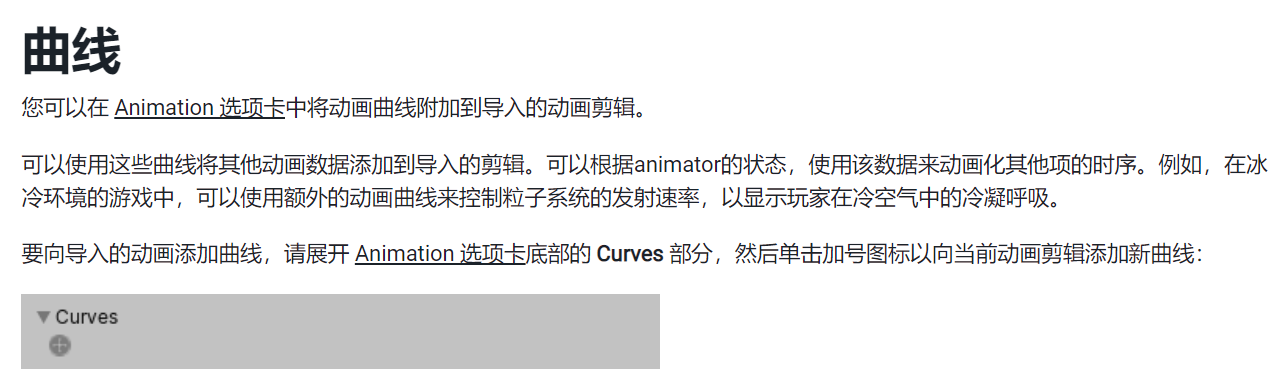 曲线
您可以在 Animation 选项卡中将动画曲线附加到导入的动画剪辑。
可以使用这些曲线将其他动画数据添加到导入的剪辑。可以根据animator的状态，使用该数据来动画化其他项的时序。例如，在冰
冷环境的游戏中，可以使用额外的动画曲线来控制粒子系统的发射速率，以显示玩家在冷空气中的冷凝呼吸。
要向导入的动画添加曲线，请展开 Animation 选项卡底部的 Curves 部分，然后单击加号图标以向当前动画剪辑添加新曲线：
Curves